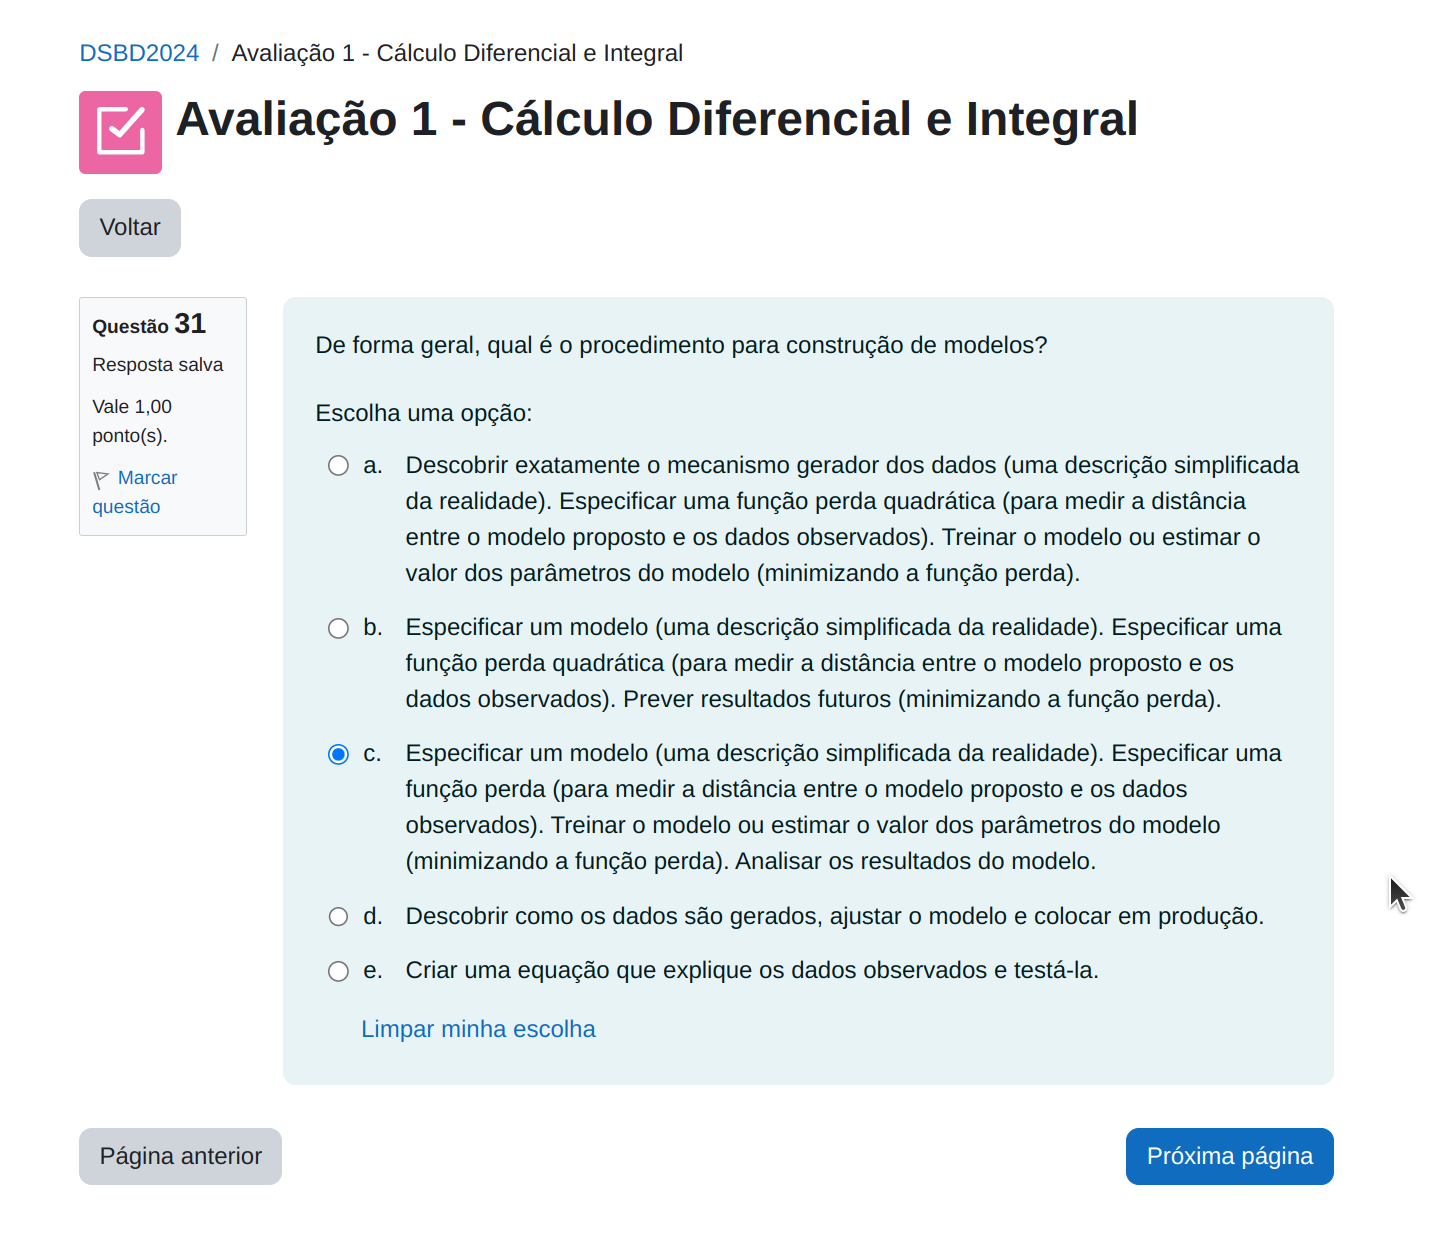 DSBD2024 / Avaliação 1 - Cálculo Diferencial e Integral
Avaliação 1 - Cálculo Diferencial e Integral
Voltar
Questão 31
Resposta salva
Vale 1,00
ponto(s).
Marcar
questão
De forma geral, qual é o procedimento para construção de modelos?
Escolha uma opção:
a. Descobrir exatamente o mecanismo gerador dos dados (uma descrição simplificada
da realidade). Especificar uma função perda quadrática (para medir a distância
entre o modelo proposto e os dados observados). Treinar o modelo ou estimar o
valor dos parâmetros do modelo (minimizando a função perda).
b. Especificar um modelo (uma descrição simplificada da realidade). Especificar uma
função perda quadrática (para medir a distância entre o modelo proposto e os
dados observados). Prever resultados futuros (minimizando a função perda).
c. Especificar um modelo (uma descrição simplificada da realidade). Especificar uma
função perda (para medir a distância entre o modelo proposto e os dados
observados). Treinar o modelo ou estimar o valor dos parâmetros do modelo
(minimizando a função perda). Analisar os resultados do modelo.
d. Descobrir como os dados são gerados, ajustar o modelo e colocar em produção.
e. Criar uma equação que explique os dados observados e testá-la.
Limpar minha escolha
Página anterior
Próxima página